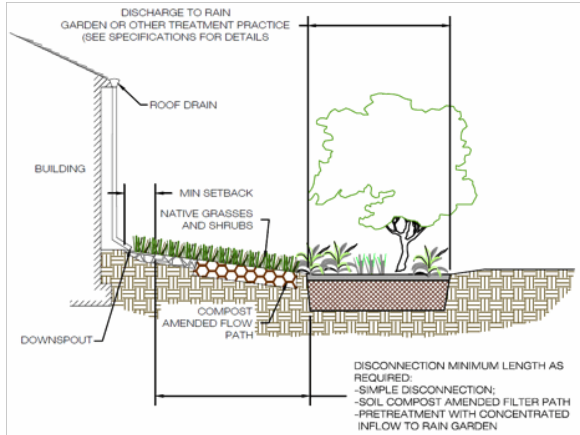 DISCHARGE TO RAIN
GARDEN OR OTHER TREATMENT PRACTICE
(SEE SPECIFICATIONS FOR DETAILS
ROOF DRAIN
BUILDING
MIN SETBACK
NATIVE GRASSES
AND SHRUBS
COMPOST
AMENDED FLOW
PATH
DOWNSPOUT
DISCONNECTION MINIMUM LENGTH AS
REQUIRED:
-SIMPLE DISCONNECTION;
-SOIL COMPOST AMENDED FILTER PATH
-PRETREATMENT WITH CONCENTRATED
INFLOW TO RAIN GARDEN